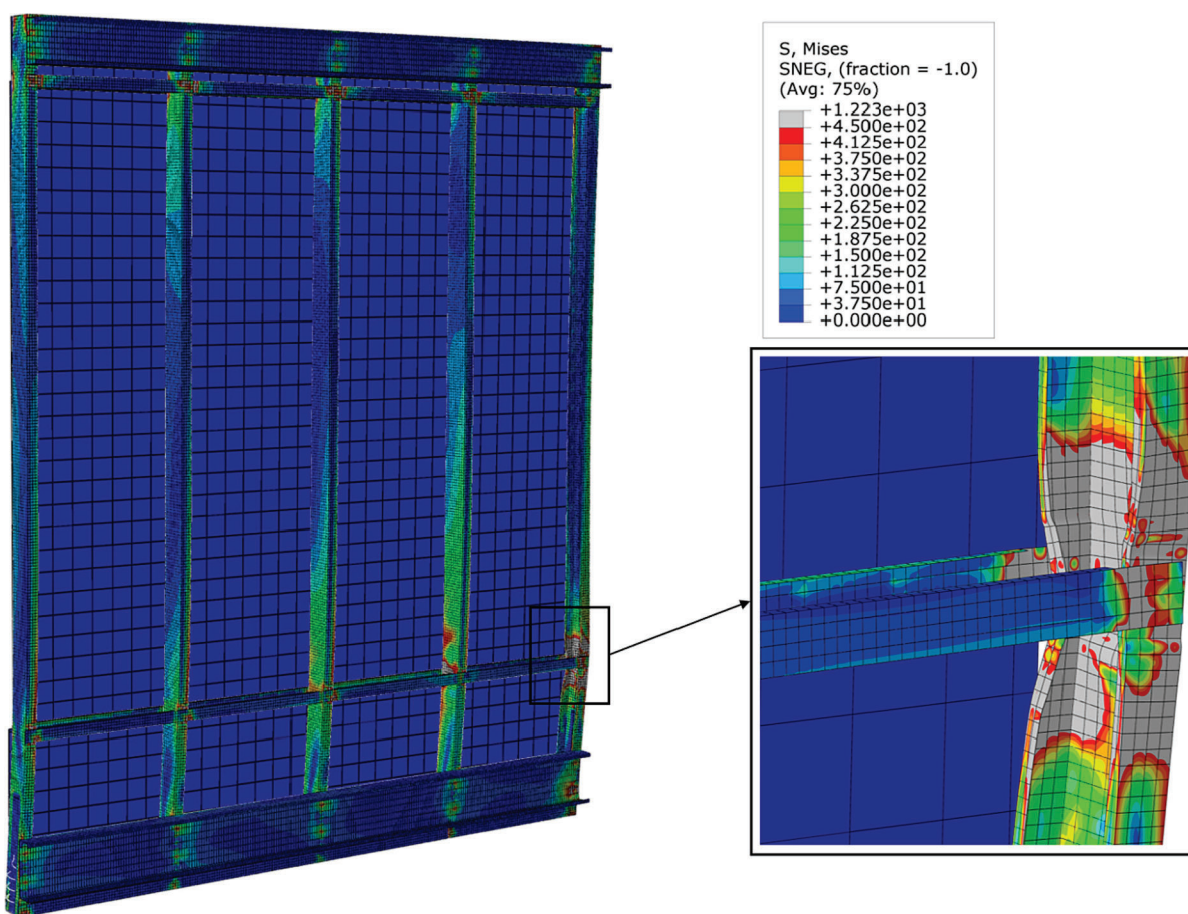 S, Mises
SNEG, (fraction = -1.0)
(Avg: 75%)
+1.223e+03
+4.500e+02
+4.125e+02
+3.750e+02
+3.375e+02
+3.000e+02
+2.625e+02
+2.250e+02
+1.875e+02
+1.500e+02
+1.125e+02
+7.500e+01
+3.750e+01
+0.000e+00